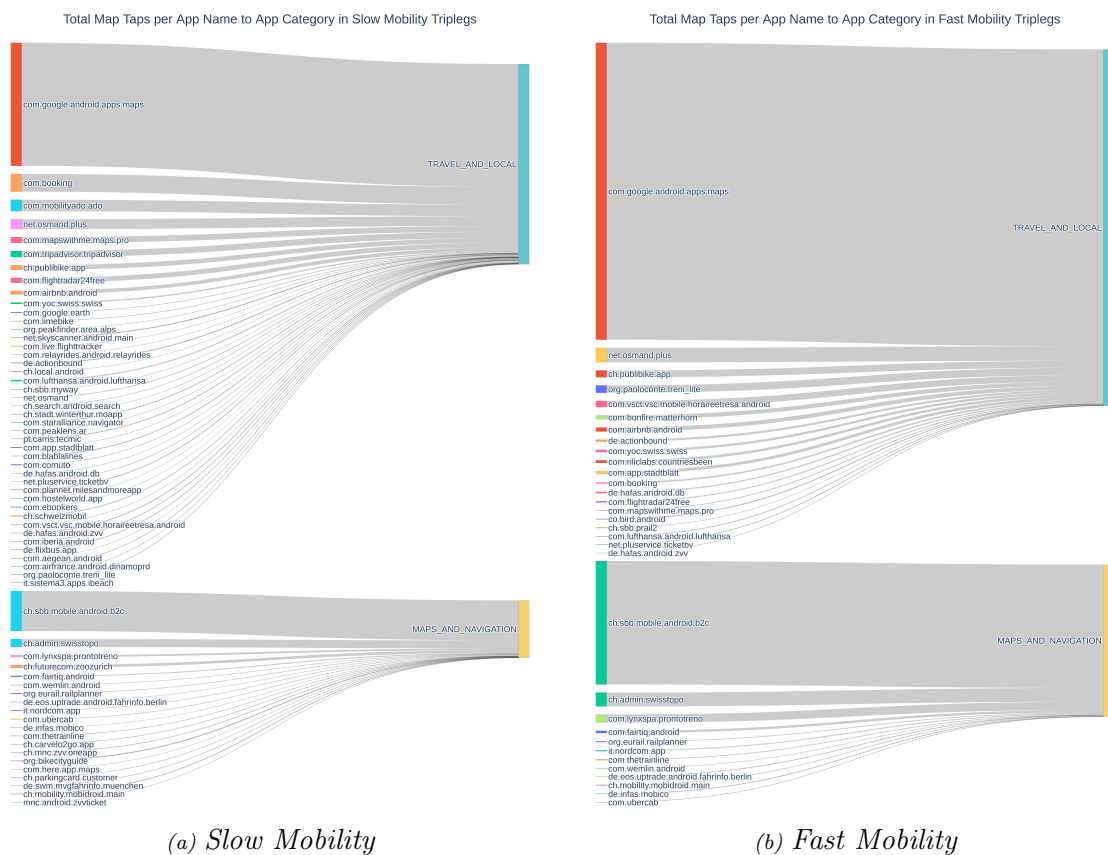 Total Map Taps per App Name to App Category in Slow Mobility Triplegs
com.google.android.apps.maps
TRAVEL_AND_LOCAL
com.booking
com.mobilityado.ado
net.osmand.plus
com.mapswithme.maps.pro
com.tripadvisor.tripadvisor
ch.publibike.app
com.flightradar24free
com.airbnb.android
com.yoc.swiss.swiss
com.google.earth
com.limebike
org.peakfinder.area.alps
net.skyscanner.android.main
com.live.flighttracker
com.relayrides.android.relayrides
de.actionbound
ch.local.android
com.lufthansa.android.lufthansa
ch.sbb.myway
net.osmand
ch.search.android.search
ch.stadt.winterthur.moapp
com.staralliance.navigator
com.peaklens.ar
pt.carris.tecmic
com.app.stadtblatt
com.blablalines
com.comuto
de.hafas.android.db
net.pluservice.ticketbv
com.plannet.milesandmoreapp
com.hostelworld.app
com.ebookers
ch.schweizmobil
com.vsct.vsc.mobile.horaireetresa.android
de.hafas.android.zvv
com.iberia.android
de.flixbus.app
com.aegean.android
com.airfrance.android.dinamoprd
org.paoloconte.treni_lite
it.sistema3.apps.ibeach
ch.sbb.mobile.android.b2c
MAPS_AND_NAVIGATION
ch.admin.swisstopo
com.lynxspa.prontotreno
ch.futurecom.zoozurich
com.fairtiq.android
com.wemlin.android
org.eurail.railplanner
de.eos.uptrade.android.fahrinfo.berlin
it.nordcom.app
com.ubercab
de.infas.mobico
com.thetrainline
ch.carvelo2go.app
ch.mnc.zvv.oneapp
org.bikecityguide
com.here.app.maps
ch.parkingcard.customer
de.swm.mvgfahrinfo.muenchen
ch.mobility.mobidroid.main
mnc.android.zvvticket
(a) Slow Mobility
Total Map Taps per App Name to App Category in Fast Mobility Triplegs
com.google.android.apps.maps
TRAVEL_AND_LOCAL
net.osmand.plus
ch.publibike.app
org.paoloconte.treni_lite
com.vsct.vsc.mobile.horaireetresa.android
com.bonfire.matterhorn
com.airbnb.android
de.actionbound
com.yoc.swiss.swiss
com.riliclabs.countriesbeen
com.app.stadtblatt
com.booking
de.hafas.android.db
com.flightradar24free
com.mapswithme.maps.pro
co.bird.android
ch.sbb.prail2
com.lufthansa.android.lufthansa
net.pluservice.ticketbv
de.hafas.android.zvv
ch.sbb.mobile.android.b2c
MAPS_AND_NAVIGATION
ch.admin.swisstopo
com.lynxspa.prontotreno
com.fairtiq.android
org.eurail.railplanner
it.nordcom.app
com.thetrainline
com.wemlin.android
de.eos.uptrade.android.fahrinfo.berlin
ch.mobility.mobidroid.main
de.infas.mobico
com.ubercab
(b) Fast Mobility